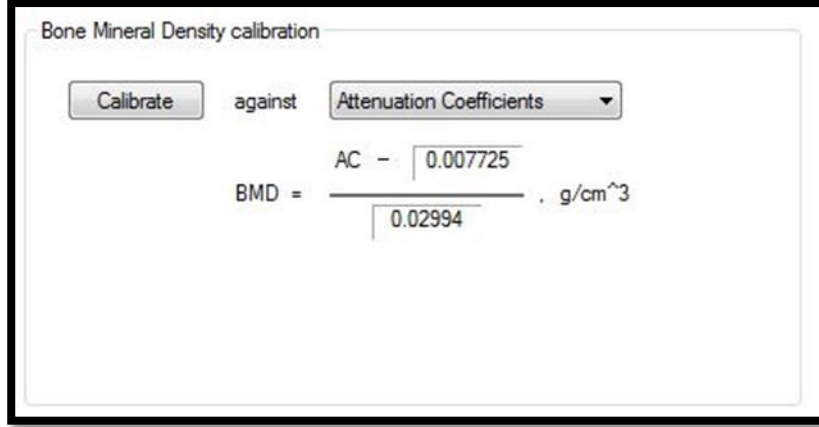 Bone Mineral Density calibration
Calibrate against Attenuation Coefficients
AC - 0.007725
BMD = , g/cm^3
0.02994